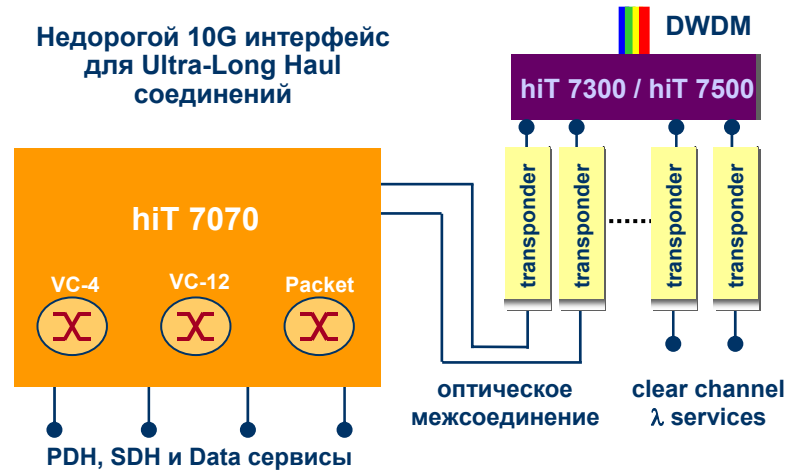 Недорогой 10G интерфейс
для Ultra-Long Haul
соединений
DWDM
hiT 7300 / hiT 7500
transponder
transponder
transponder
transponder
hiT 7070
VC-4
VC-12
Packet
оптическое
межсоединение
clear channel
λ services
PDH, SDH и Data сервисы